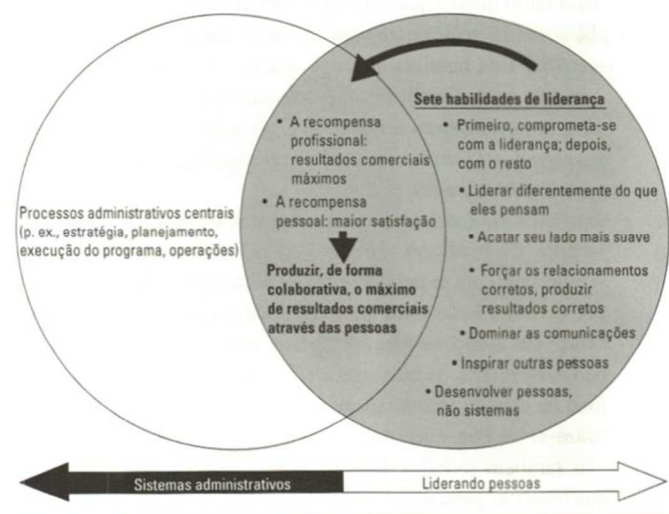 Processos administrativos centrais
(p. ex., estratégia, planejamento,
execução do programa, operações)
• A recompensa
profissional:
resultados comerciais
máximos
• A recompensa
pessoal: maior satisfação
Produzir, de forma
colaborativa, o máximo
de resultados comerciais
através das pessoas
Sete habilidades de liderança
• Primeiro, comprometa-se
com a liderança; depois,
com o resto
• Liderar diferentemente do que
eles pensam
• Acatar seu lado mais suave
• Forçar os relacionamentos
corretos, produzir
resultados corretos
• Dominar as comunicações
• Inspirar outras pessoas
• Desenvolver pessoas,
não sistemas
Sistemas administrativos
Liderando pessoas